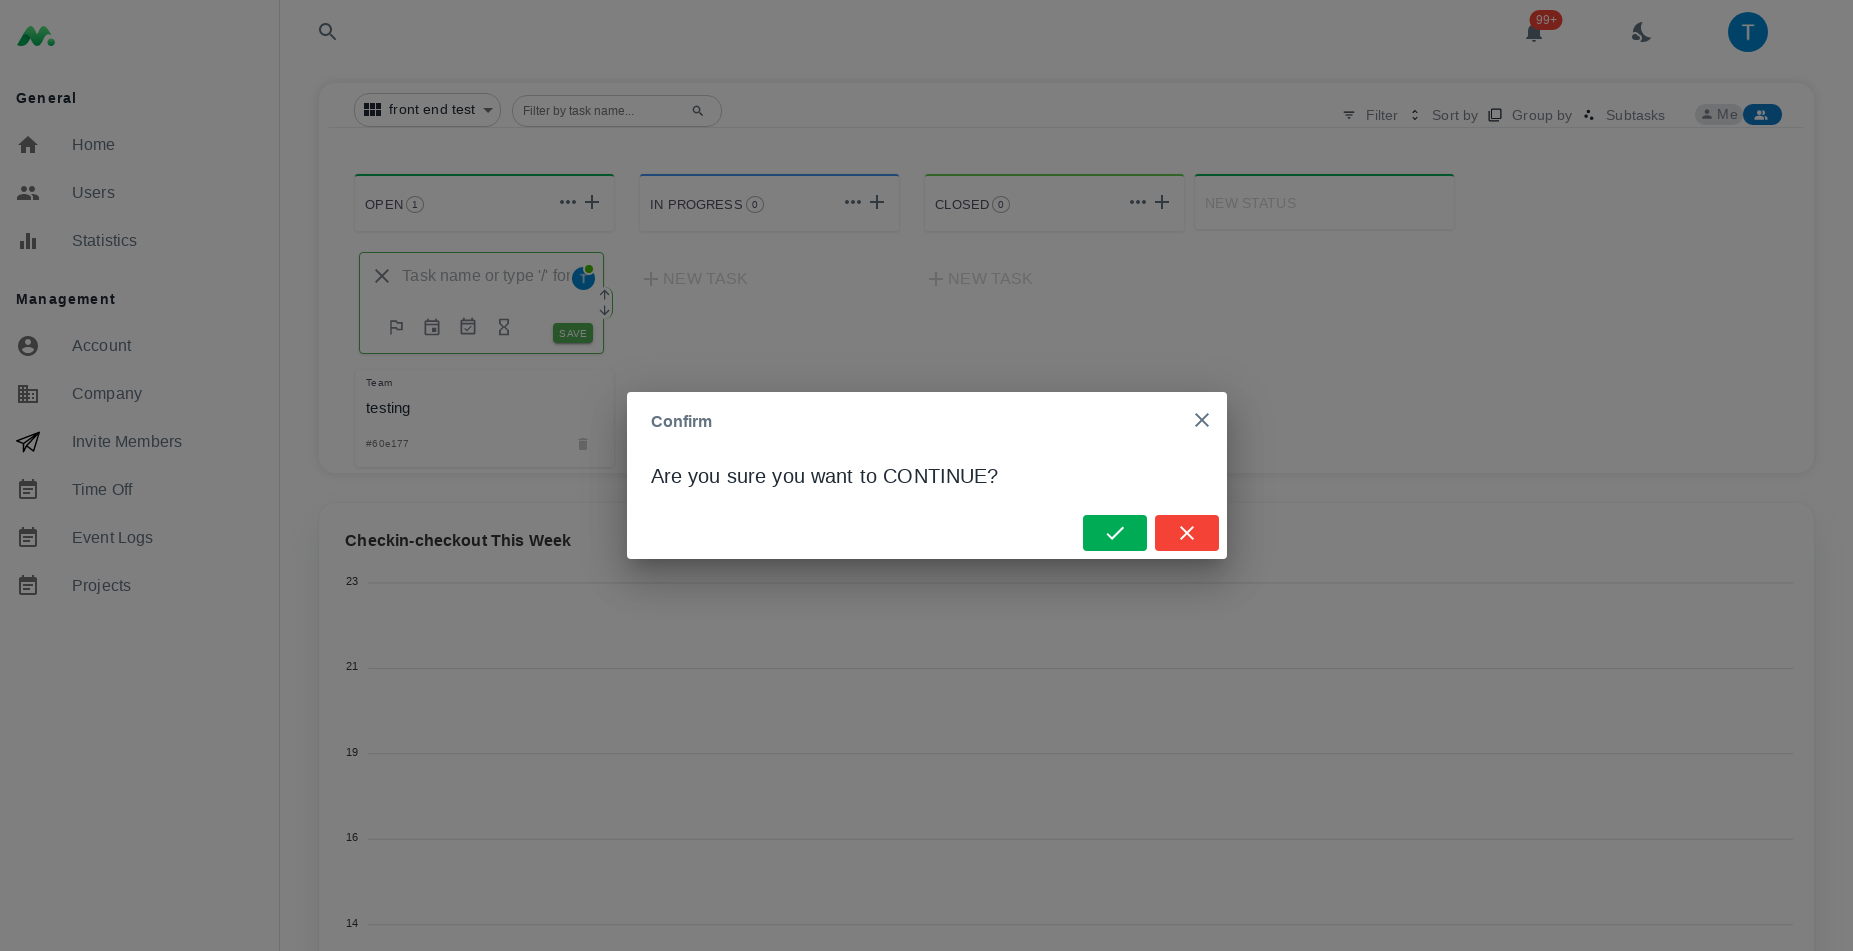 99+
T
General
Home
Users
Statistics
Management
Account
Company
Invite Members
Time Off
Event Logs
Projects
front end test
Filter by task name...
Filter
Sort by
Group by
Subtasks
Me
OPEN 1
IN PROGRESS 0
CLOSED 0
NEW STATUS
Task name or type '/' for
T
SAVE
NEW TASK
NEW TASK
Team
testing
#60e177
Confirm
Are you sure you want to CONTINUE?
Checkin-checkout This Week
23
21
19
16
14